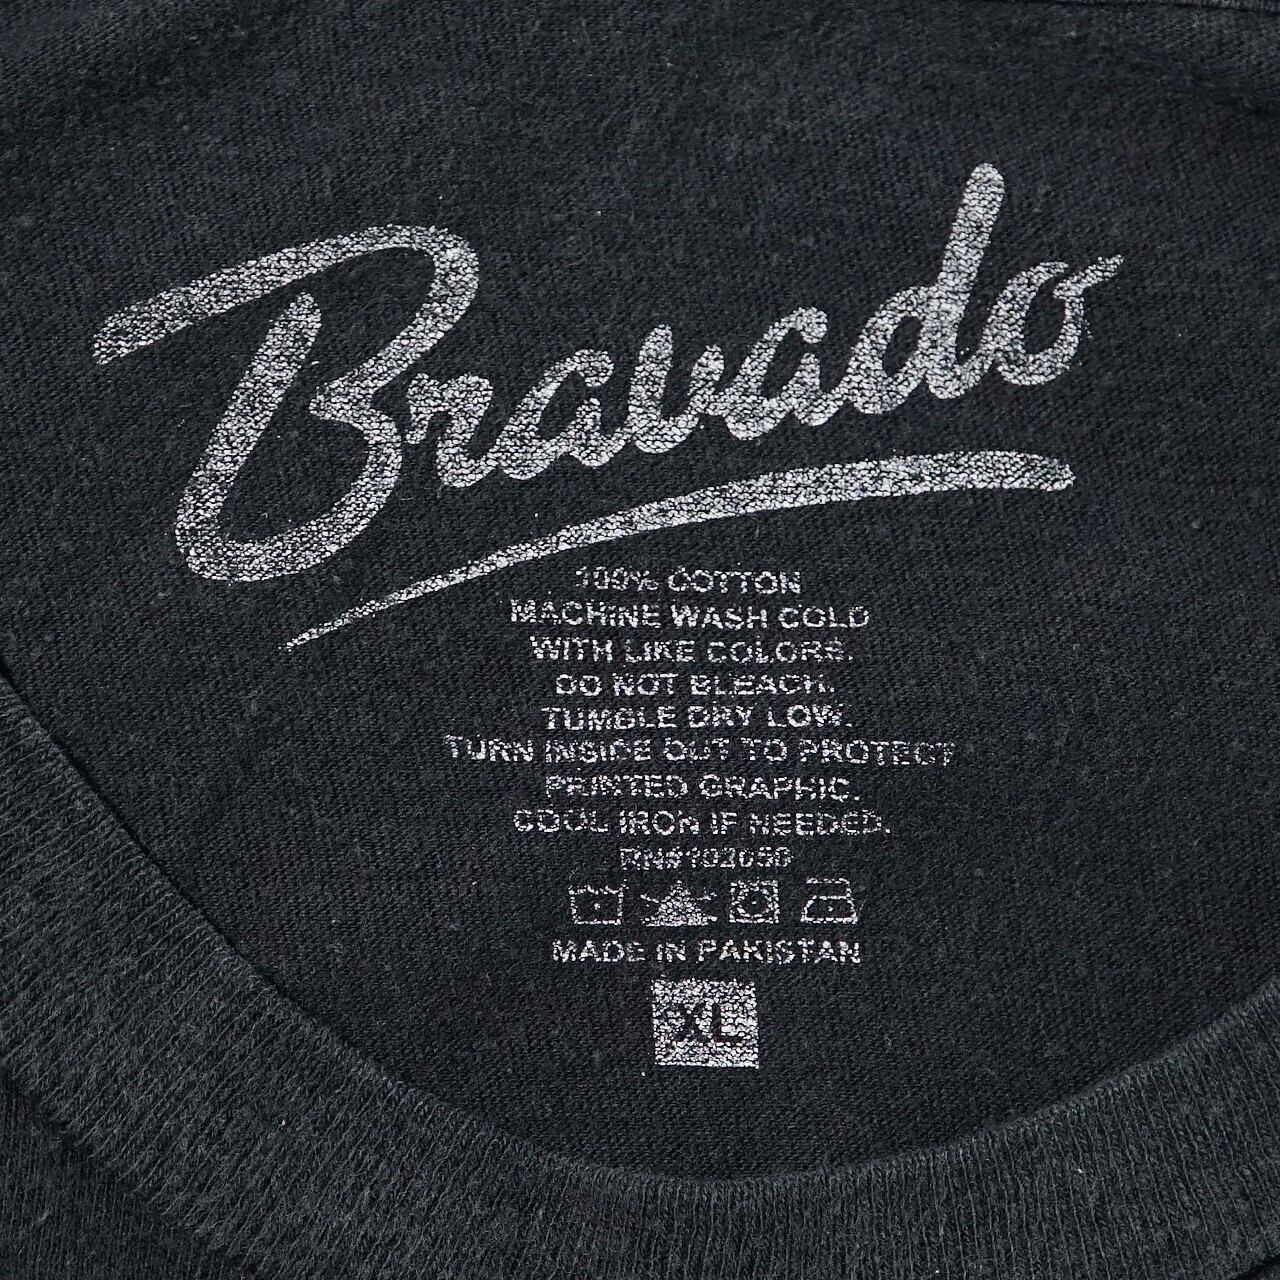 Bravado
100% COTTON
MACHINE WASH COLD
WITH LIKE COLORS.
DO NOT BLEACH.
TUMBLE DRY LOW.
TURN INSIDE OUT TO PROTECT
PRINTED GRAPHIC.
COOL IRON IF NEEDED.
MADE IN PAKISTAN
XL